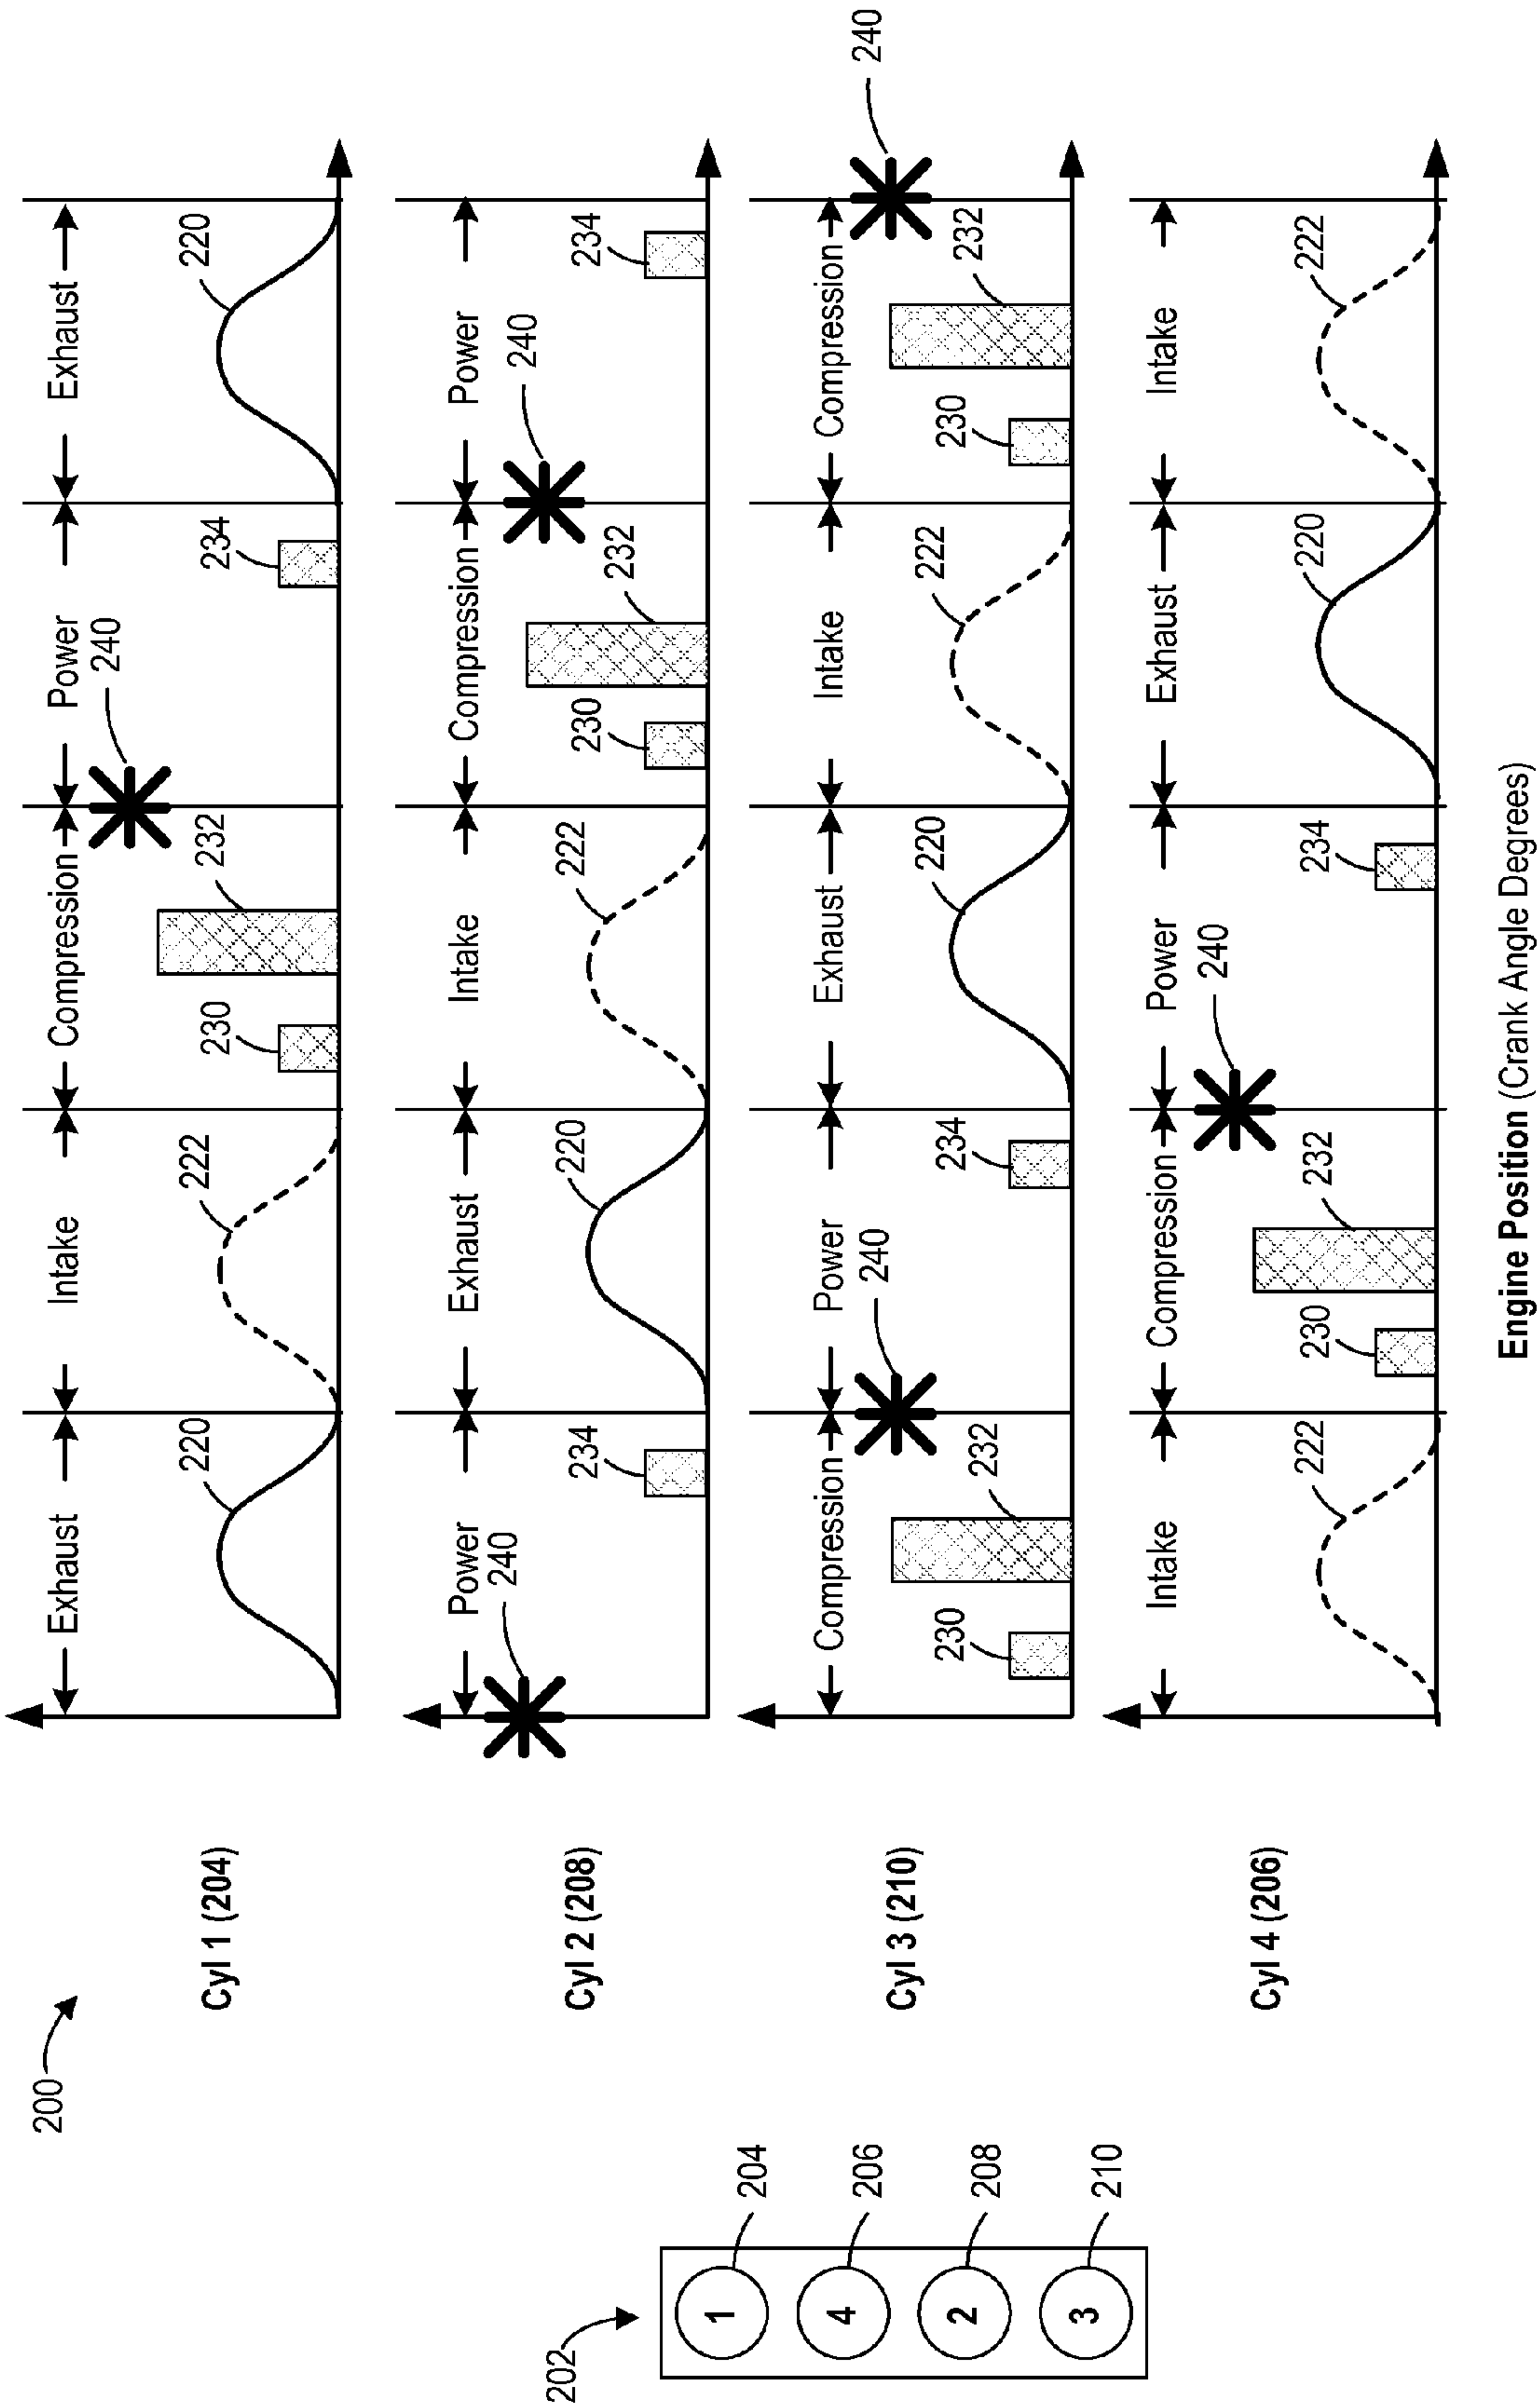 200
202
1 204
4 206
2 208
3 210
Cyl 1 (204)
Exhaust Intake Compression Power Exhaust
240
220 222 230 232 234 220
Cyl 2 (208)
Power Exhaust Intake Compression Power
240 240
234 220 222 230 232 234
Cyl 3 (210)
Compression Power Exhaust Intake Compression
240 240
230 232 234 220 222 230 232
Cyl 4 (206)
Intake Compression Power Exhaust Intake
240
222 230 232 234 220 222
Engine Position (Crank Angle Degrees)